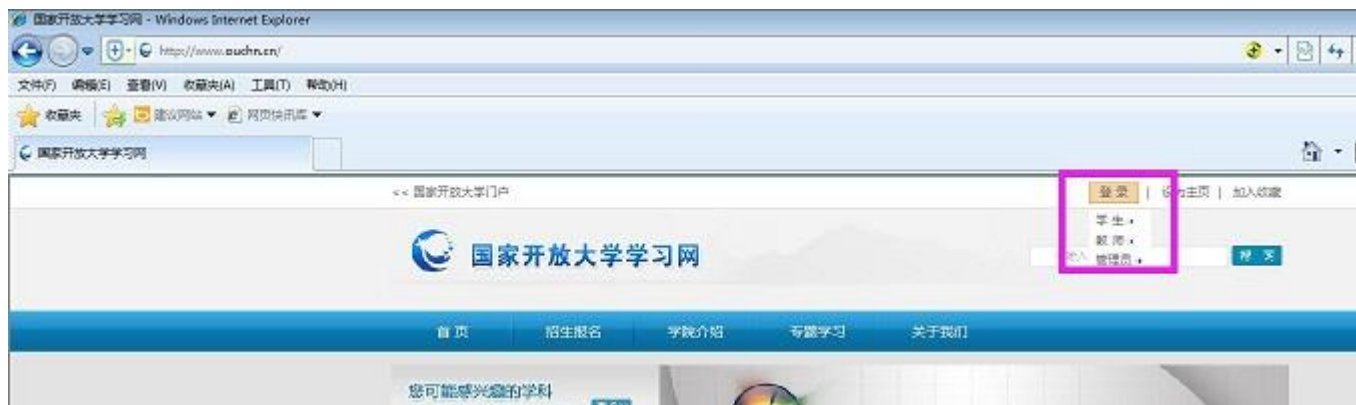 国家开放大学学习网 - Windows Internet Explorer
http://www.ouchn.cn/
文件(F) 编辑(E) 查看(V) 收藏夹(A) 工具(T) 帮助(H)
收藏夹 建议网站 网页快讯库
国家开放大学学习网
<< 国家开放大学门户 登录 | 设为主页 | 加入收藏
学生
教师
管理员
国家开放大学学习网
首页 招生报名 学院介绍 专题学习 关于我们
您可能感兴趣的学科